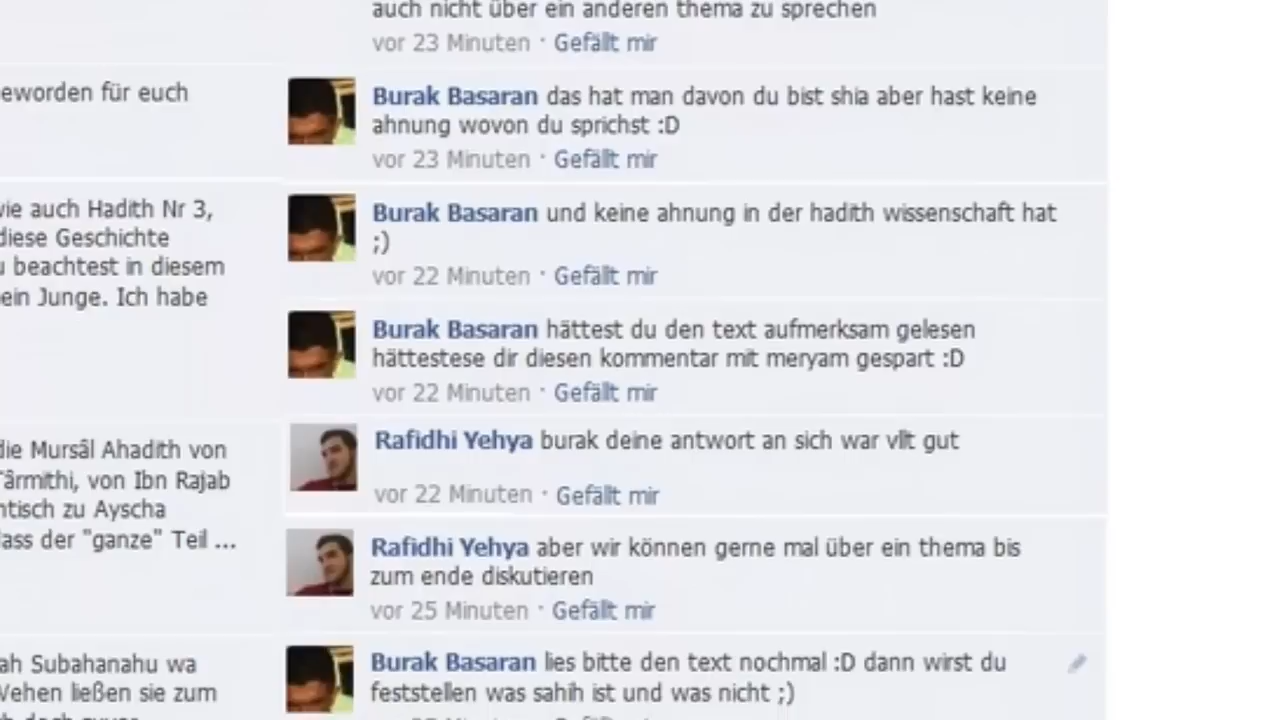 auch nicht über ein anderen thema zu sprechen
vor 23 Minuten · Gefällt mir
Burak Basaran das hat man davon du bist shia aber hast keine
ahnung wovon du sprichst :D
vor 23 Minuten · Gefällt mir
Burak Basaran und keine ahnung in der hadith wissenschaft hat
;)
vor 22 Minuten · Gefällt mir
Burak Basaran hättest du den text aufmerksam gelesen
hättestese dir diesen kommentar mit meryam gespart :D
vor 22 Minuten · Gefällt mir
Rafidhi Yehya burak deine antwort an sich war vllt gut
vor 22 Minuten · Gefällt mir
Rafidhi Yehya aber wir können gerne mal über ein thema bis
zum ende diskutieren
vor 25 Minuten · Gefällt mir
Burak Basaran lies bitte den text nochmal :D dann wirst du
feststellen was sahih ist und was nicht ;)
eworden für euch
wie auch Hadith Nr 3,
diese Geschichte
u beachtest in diesem
ein Junge. Ich habe
die Mursâl Ahadith von
Târmithi, von Ibn Rajab
ntisch zu Ayscha
dass der "ganze" Teil ...
ah Subahanahu wa
Wehen ließen sie zum